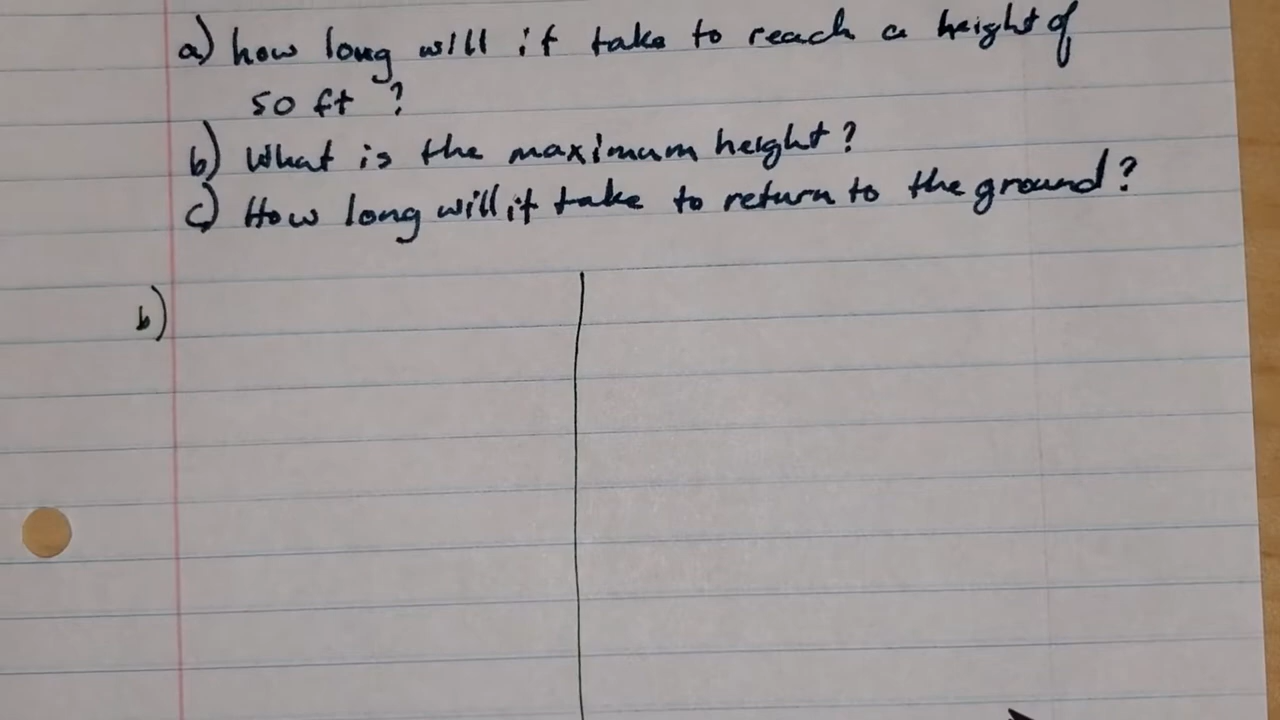 a) how long will it take to reach a height of
50 ft ?
b) What is the maximum height?
c) How long will it take to return to the ground?
b)